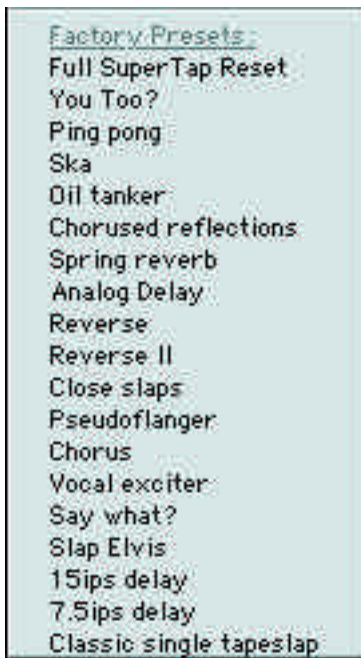 Factory Presets:
Full SuperTap Reset
You Too?
Ping pong
Ska
Oil tanker
Chorused reflections
Spring reverb
Analog Delay
Reverse
Reverse II
Close slaps
Pseudoflanger
Chorus
Vocal exciter
Say what?
Slap Elvis
15ips delay
7.5ips delay
Classic single tapeslap